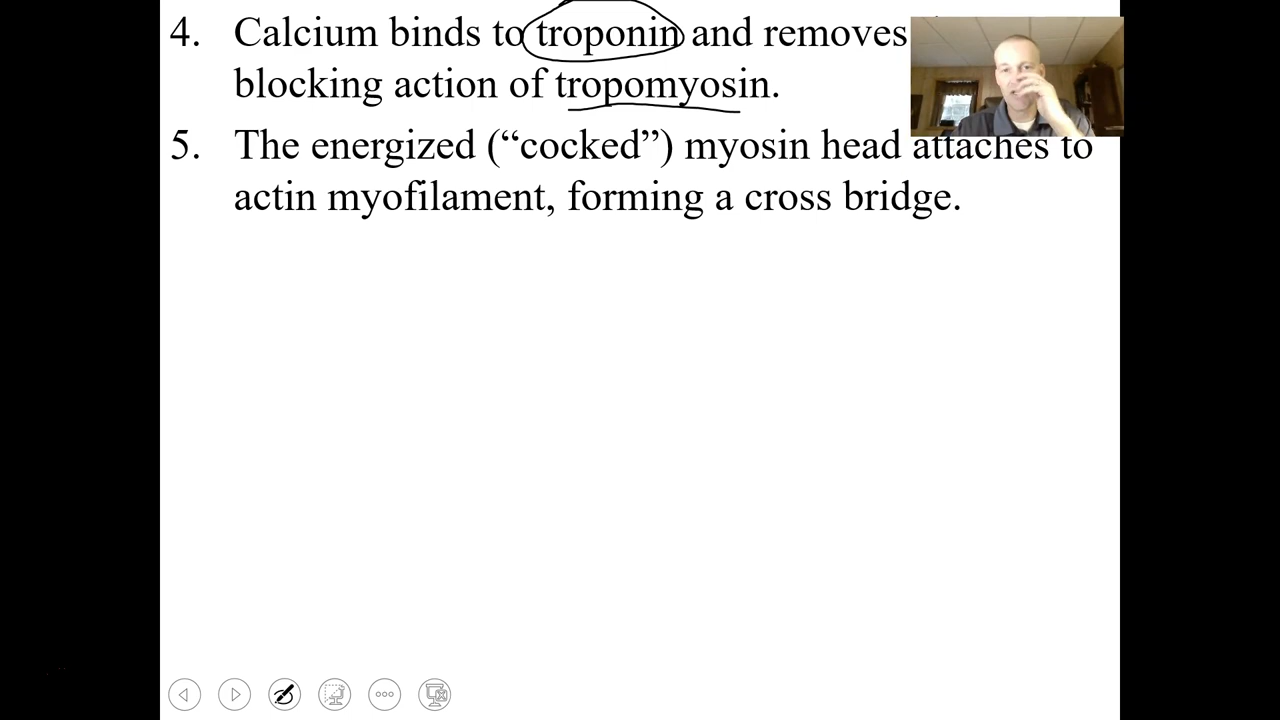 4. Calcium binds to troponin and removes
blocking action of tropomyosin.
5. The energized (“cocked”) myosin head attaches to
actin myofilament, forming a cross bridge.